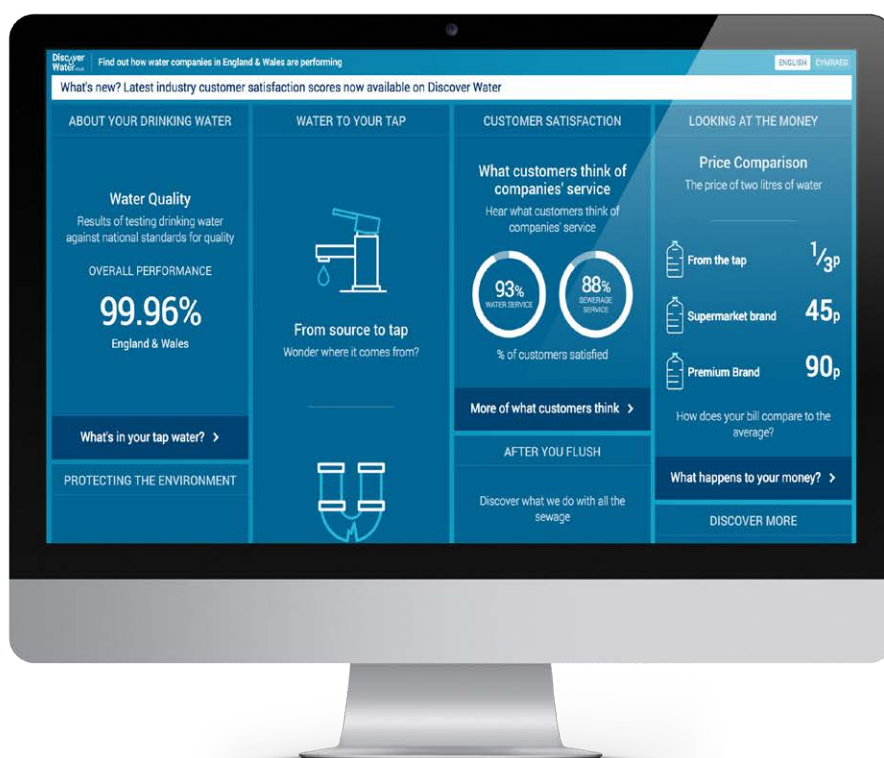 Discover
Water.co.uk
Find out how water companies in England & Wales are performing
ENGLISH CYMRAEG
What's new? Latest industry customer satisfaction scores now available on Discover Water
ABOUT YOUR DRINKING WATER
Water Quality
Results of testing drinking water
against national standards for quality
OVERALL PERFORMANCE
99.96%
England & Wales
What's in your tap water? >
PROTECTING THE ENVIRONMENT
WATER TO YOUR TAP
From source to tap
Wonder where it comes from?
CUSTOMER SATISFACTION
What customers think of
companies' service
Hear what customers think of
companies' service
93%
WATER SERVICE
88%
SEWERAGE
SERVICE
% of customers satisfied
More of what customers think >
AFTER YOU FLUSH
Discover what we do with all the
sewage
LOOKING AT THE MONEY
Price Comparison
The price of two litres of water
From the tap 1/3p
Supermarket brand 45p
Premium Brand 90p
How does your bill compare to the
average?
What happens to your money? >
DISCOVER MORE